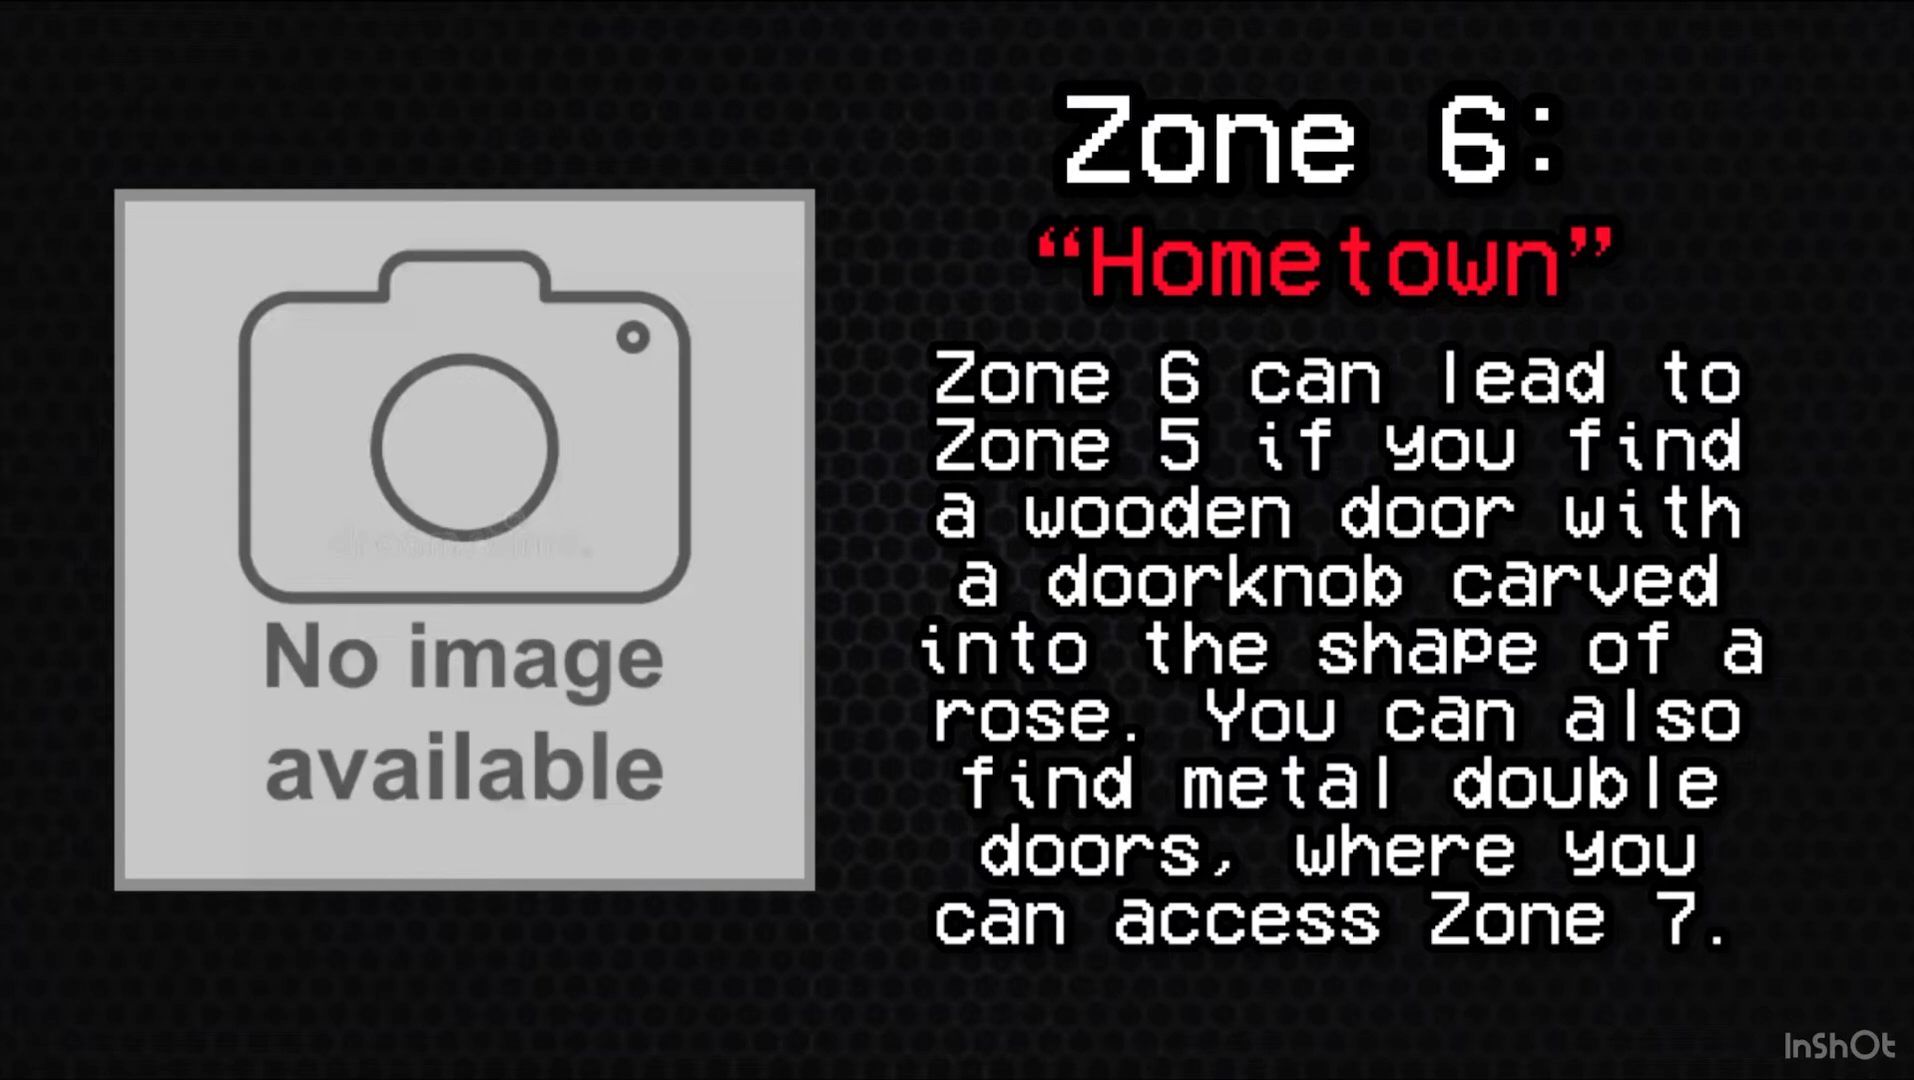 Zone 6:
“Hometown”
Zone 6 can lead to
Zone 5 if you find
a wooden door with
a doorknob carved
into the shape of a
rose. You can also
find metal double
doors, where you
can access Zone 7.
No image
available
InShOt